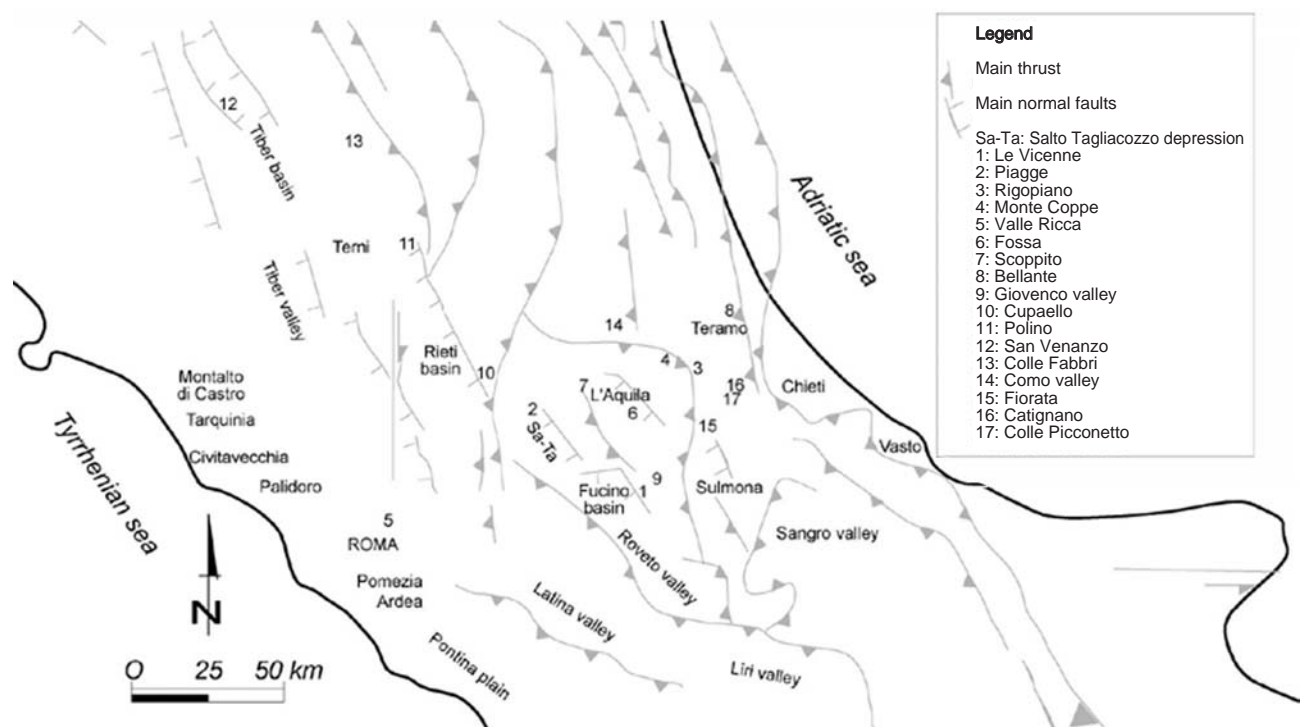 12
Tiber basin
13
Terni
11
Tiber valley
Adriatic sea
14
8
Teramo
Rieti
basin
10
4
3
16
17
Chieti
Montalto
di Castro
7
L'Aquila
2
6
Tarquinia
Sa-Ta
15
Vasto
Civitavecchia
9
Tyrrhenian sea
Palidoro
Fucino
basin
1
Sulmona
5
ROMA
Roveto valley
Sangro valley
Pomezia
Ardea
Latina valley
Pontina plain
Liri valley
N
0 25 50 km
Legend
Main thrust
Main normal faults
Sa-Ta: Salto Tagliacozzo depression
1: Le Vicenne
2: Piagge
3: Rigopiano
4: Monte Coppe
5: Valle Ricca
6: Fossa
7: Scoppito
8: Bellante
9: Giovenco valley
10: Cupaello
11: Polino
12: San Venanzo
13: Colle Fabbri
14: Como valley
15: Fiorata
16: Catignano
17: Colle Picconetto